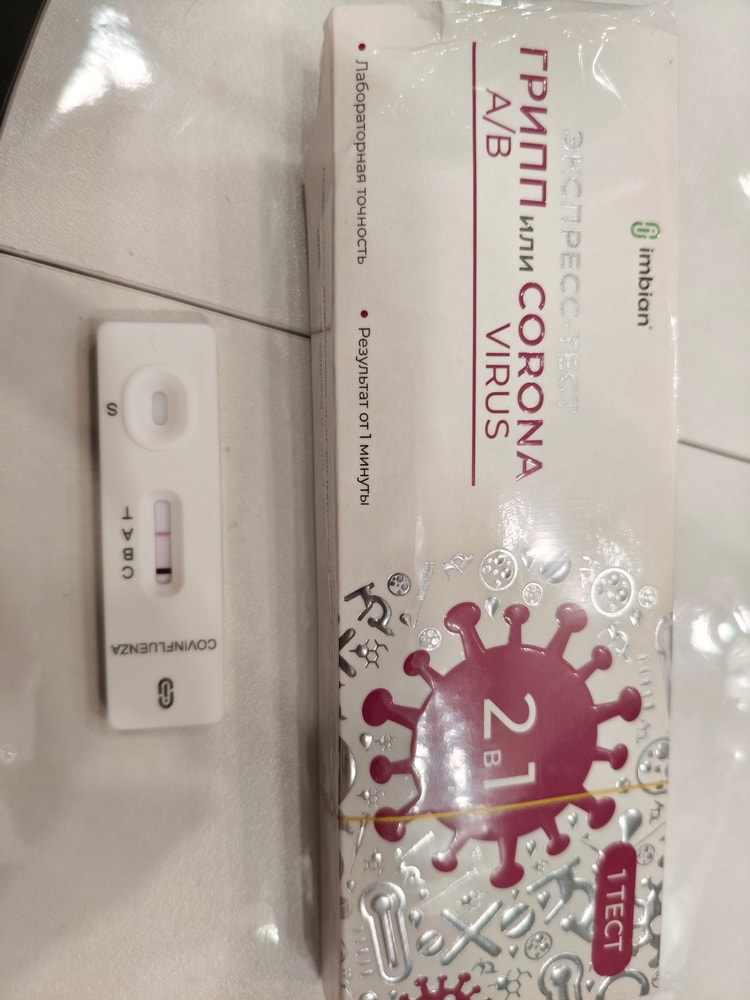 imbian
ЭКСПРЕСС-ТЕСТ
ГРИПП или CORONA
A/B VIRUS
• Лабораторная точность • Результат от 1 минуты
2 в 1
1 ТЕСТ
S
T A B C
COVINFLUENZA